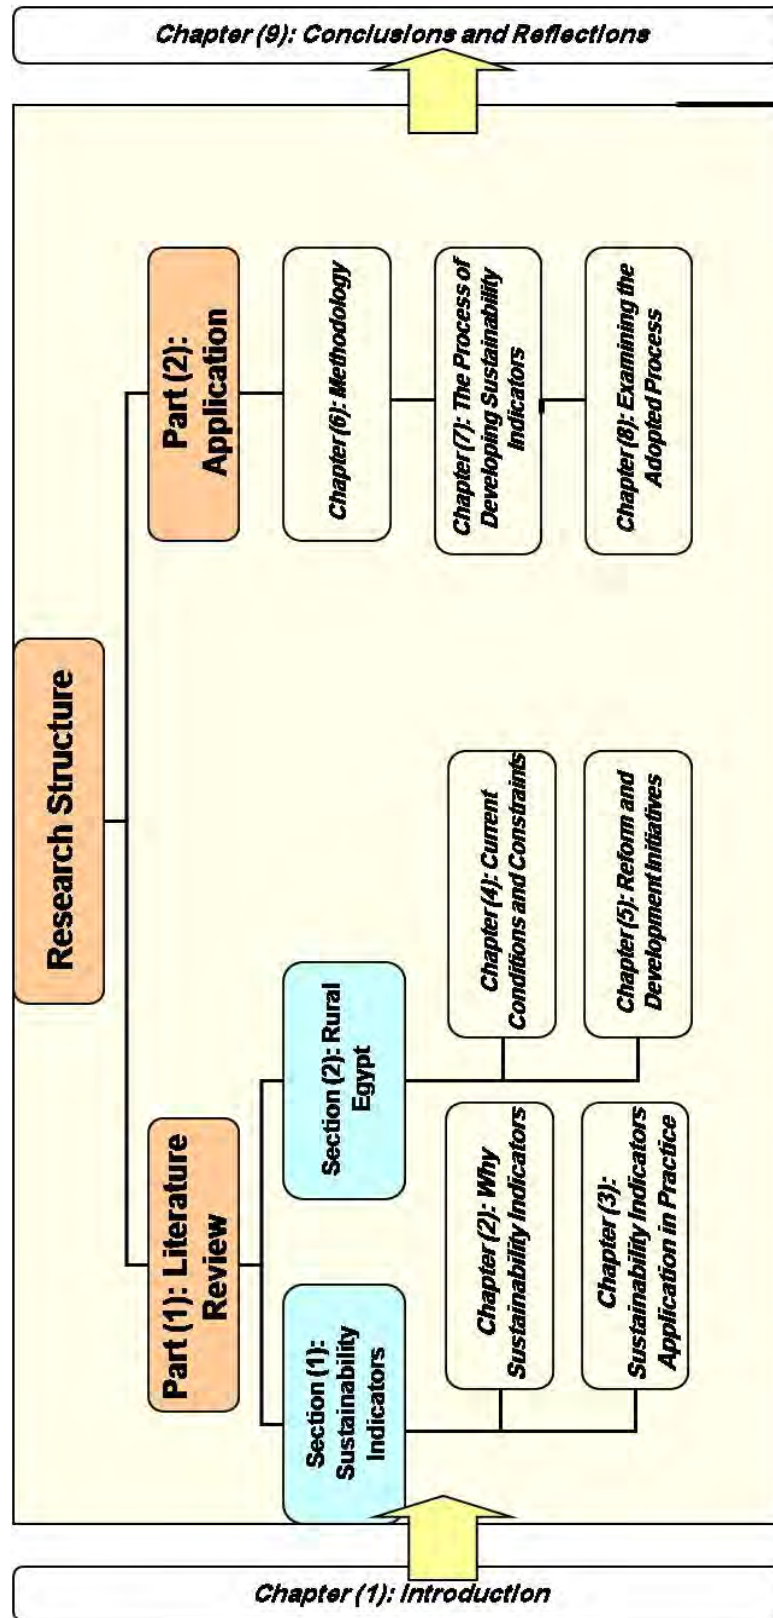 Chapter (1): Introduction
Research Structure
Part (1): Literature
Review
Section (1):
Sustainability
Indicators
Chapter (2): Why
Sustainability Indicators
Chapter (3):
Sustainability Indicators
Application in Practice
Section (2): Rural
Egypt
Chapter (4): Current
Conditions and Constraints
Chapter (5): Reform and
Development Initiatives
Part (2):
Application
Chapter (6): Methodology
Chapter (7): The Process of
Developing Sustainability
Indicators
Chapter (8): Examining the
Adopted Process
Chapter (9): Conclusions and Reflections